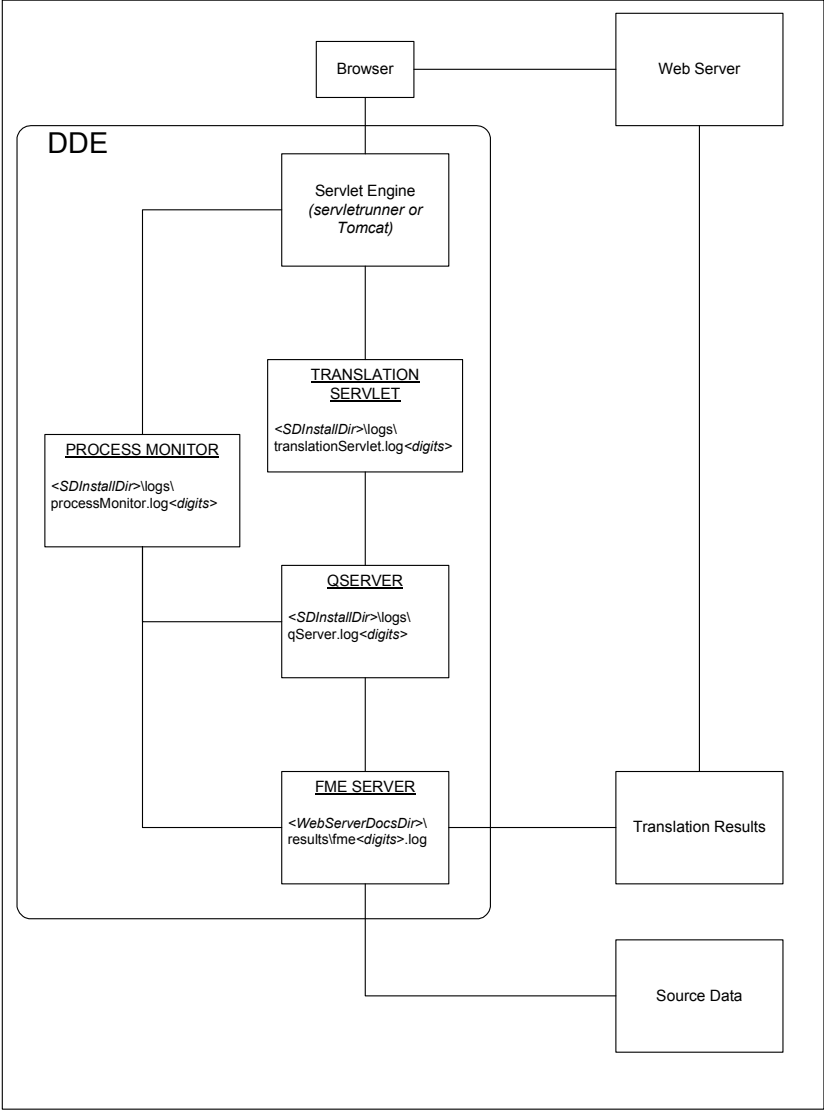 Browser
Web Server
DDE
Servlet Engine
(servletrunner or
Tomcat)
TRANSLATION
SERVLET
<SDInstallDir>\logs\
translationServlet.log<digits>
PROCESS MONITOR
<SDInstallDir>\logs\
processMonitor.log<digits>
QSERVER
<SDInstallDir>\logs\
qServer.log<digits>
FME SERVER
<WebServerDocsDir>\
results\fme<digits>.log
Translation Results
Source Data